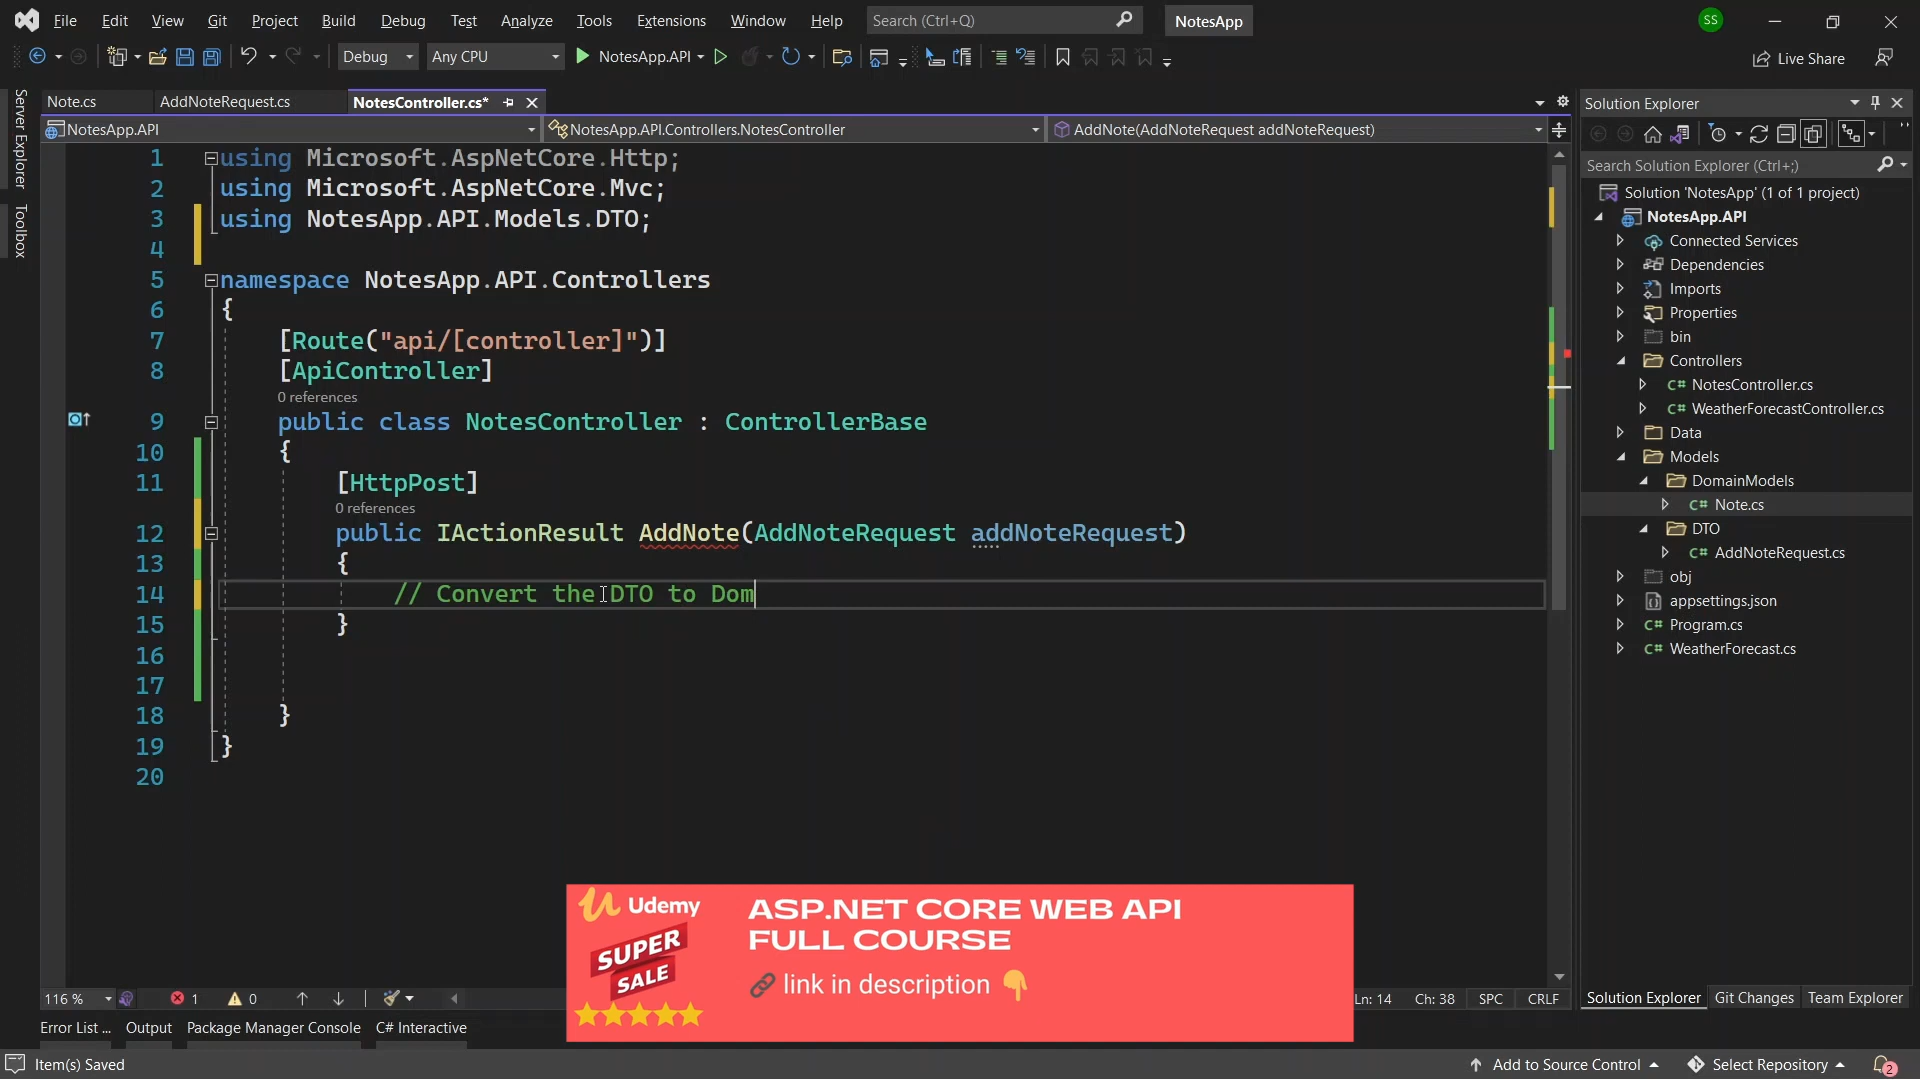 File Edit View Git Project Build Debug Test Analyze Tools Extensions Window Help Search (Ctrl+Q) NotesApp SS
Debug Any CPU NotesApp.API Live Share
Server Explorer
Toolbox
Note.cs AddNoteRequest.cs NotesController.cs*
NotesApp.API NotesApp.API.Controllers.NotesController AddNote(AddNoteRequest addNoteRequest)
1 using Microsoft.AspNetCore.Http;
2 using Microsoft.AspNetCore.Mvc;
3 using NotesApp.API.Models.DTO;
4
5 namespace NotesApp.API.Controllers
6 {
7 [Route("api/[controller]")]
8 [ApiController]
0 references
9 public class NotesController : ControllerBase
10 {
11 [HttpPost]
0 references
12 public IActionResult AddNote(AddNoteRequest addNoteRequest)
13 {
14 // Convert the DTO to Dom
15 }
16
17
18 }
19 }
20
Solution Explorer
Search Solution Explorer (Ctrl+;)
Solution 'NotesApp' (1 of 1 project)
NotesApp.API
Connected Services
Dependencies
Imports
Properties
bin
Controllers
C# NotesController.cs
C# WeatherForecastController.cs
Data
Models
DomainModels
C# Note.cs
DTO
C# AddNoteRequest.cs
obj
appsettings.json
C# Program.cs
C# WeatherForecast.cs
Udemy
SUPER
SALE
ASP.NET CORE WEB API
FULL COURSE
link in description
116 % 1 0 Ln: 14 Ch: 38 SPC CRLF
Solution Explorer Git Changes Team Explorer
Error List ... Output Package Manager Console C# Interactive
Item(s) Saved Add to Source Control Select Repository 2